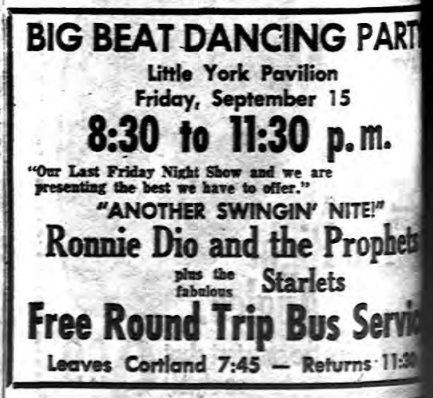 BIG BEAT DANCING PART
Little York Pavilion
Friday, September 15
8:30 to 11:30 p.m.
"Our Last Friday Night Show and we are
presenting the best we have to offer."
"ANOTHER SWINGIN' NITE!"
Ronnie Dio and the Prophets
plus the
fabulous Starlets
Free Round Trip Bus Servic
Leaves Cortland 7:45 — Returns 11:30